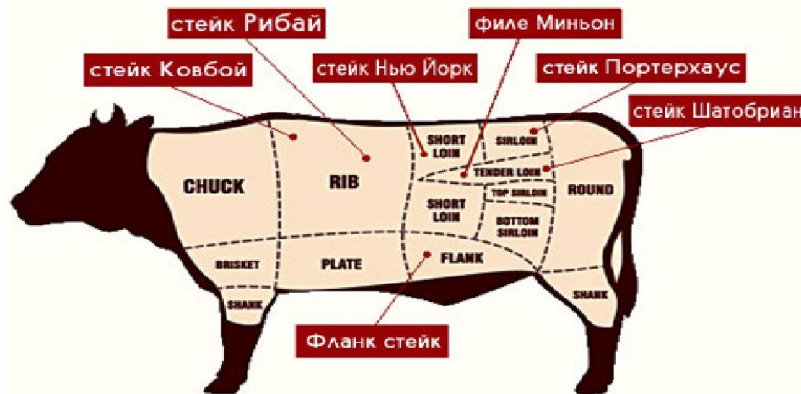 стейк Рибай
филе Миньон
стейк Ковбой
стейк Нью Йорк
стейк Портерхаус
стейк Шатобриан
SHORT
LOIN
SIRLOIN
TENDER LOIN
CHUCK
RIB
TOP SIRLOIN
ROUND
SHORT
LOIN
BOTTOM
SIRLOIN
BRISKET
PLATE
FLANK
SHANK
SHANK
Фланк стейк